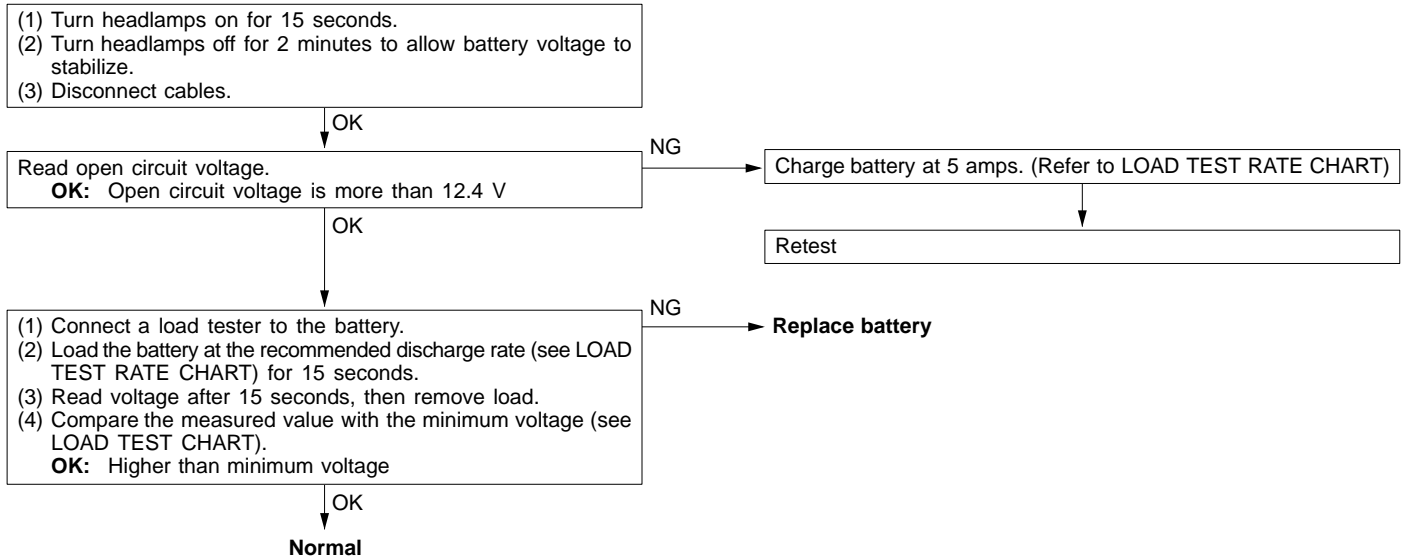 (1) Turn headlamps on for 15 seconds.
(2) Turn headlamps off for 2 minutes to allow battery voltage to
stabilize.
(3) Disconnect cables.
OK
Read open circuit voltage.
OK: Open circuit voltage is more than 12.4 V
NG
Charge battery at 5 amps. (Refer to LOAD TEST RATE CHART)
Retest
OK
(1) Connect a load tester to the battery.
(2) Load the battery at the recommended discharge rate (see LOAD
TEST RATE CHART) for 15 seconds.
(3) Read voltage after 15 seconds, then remove load.
(4) Compare the measured value with the minimum voltage (see
LOAD TEST CHART).
OK: Higher than minimum voltage
NG
Replace battery
OK
Normal